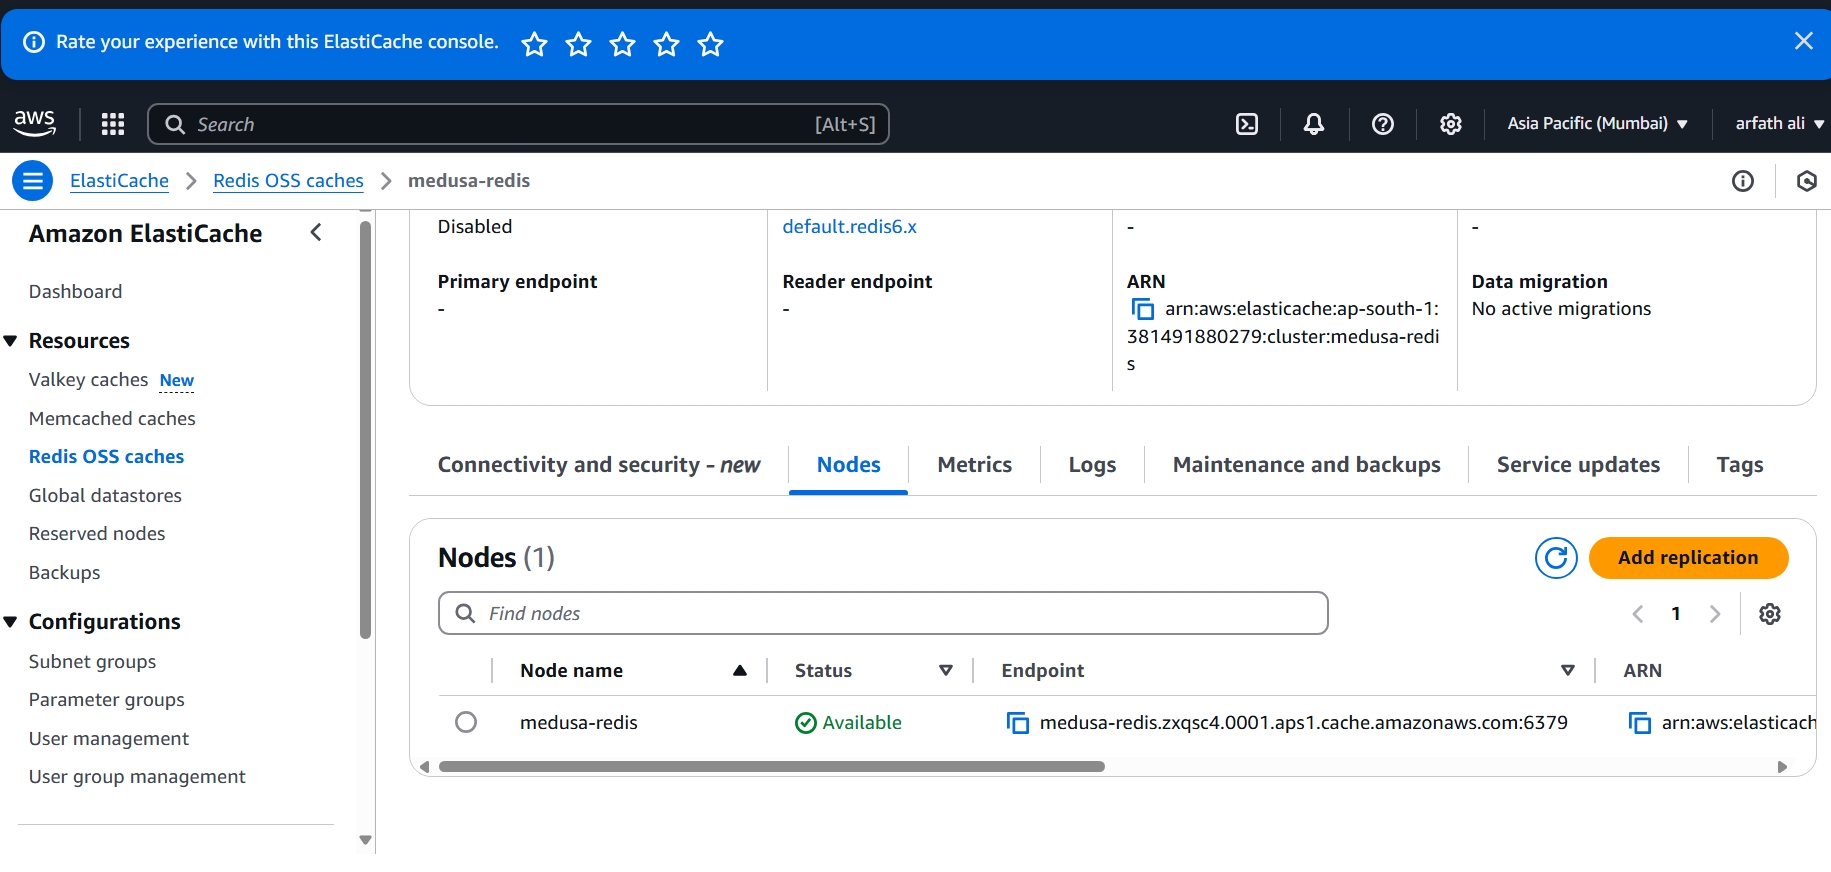 Rate your experience with this ElastiCache console.
aws
Search [Alt+S]
Asia Pacific (Mumbai)
arfath ali
ElastiCache
Redis OSS caches
medusa-redis
Amazon ElastiCache
Dashboard
Resources
Valkey caches New
Memcached caches
Redis OSS caches
Global datastores
Reserved nodes
Backups
Configurations
Subnet groups
Parameter groups
User management
User group management
Disabled
default.redis6.x
-
-
Primary endpoint
-
Reader endpoint
-
ARN
arn:aws:elasticache:ap-south-1:
381491880279:cluster:medusa-redi
s
Data migration
No active migrations
Connectivity and security - new
Nodes
Metrics
Logs
Maintenance and backups
Service updates
Tags
Nodes (1)
Add replication
Find nodes
1
Node name
Status
Endpoint
ARN
medusa-redis
Available
medusa-redis.zxqsc4.0001.aps1.cache.amazonaws.com:6379
arn:aws:elasticach